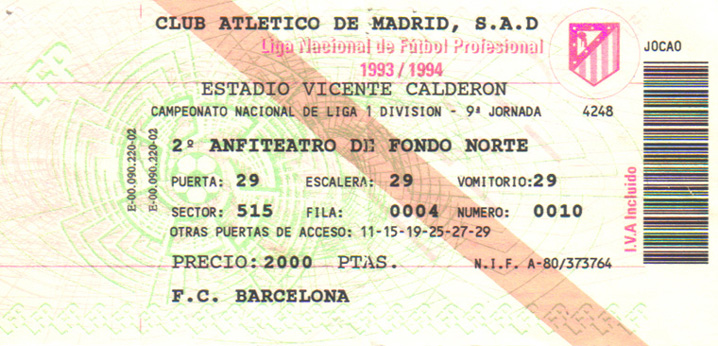 CLUB ATLETICO DE MADRID, S.A.D
Liga Nacional de Fútbol Profesional
1993 / 1994
JOCAO
LFP
ESTADIO VICENTE CALDERON
CAMPEONATO NACIONAL DE LIGA 1 DIVISION - 9ª JORNADA 4248
2º ANFITEATRO DE FONDO NORTE
E-00.090.220-02
E-00.090.220-02
PUERTA: 29 ESCALERA: 29 VOMITORIO:29
SECTOR: 515 FILA: 0004 NUMERO: 0010
OTRAS PUERTAS DE ACCESO: 11-15-19-25-27-29
I.V.A Incluido
PRECIO: 2000 PTAS. N.I.F. A-80/373764
F.C. BARCELONA